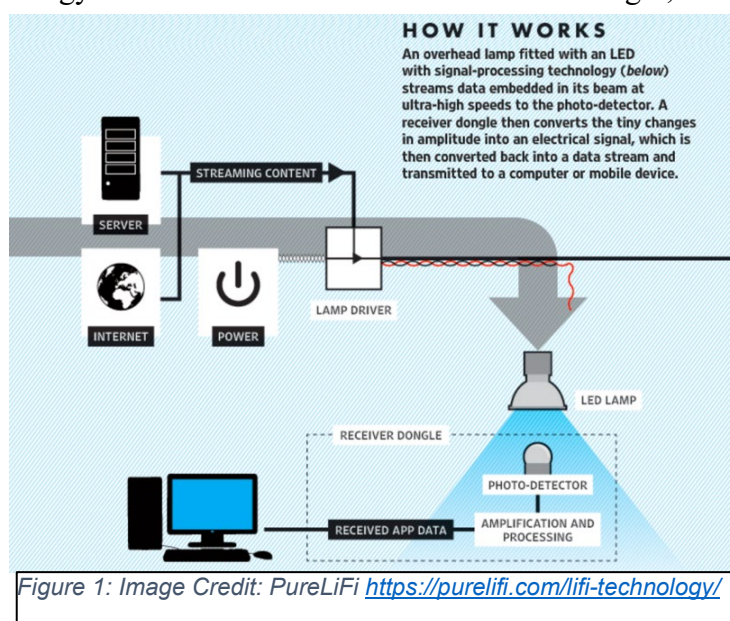 HOW IT WORKS
An overhead lamp fitted with an LED
with signal-processing technology (below)
streams data embedded in its beam at
ultra-high speeds to the photo-detector. A
receiver dongle then converts the tiny changes
in amplitude into an electrical signal, which is
then converted back into a data stream and
transmitted to a computer or mobile device.
STREAMING CONTENT
SERVER
INTERNET
POWER
LAMP DRIVER
LED LAMP
RECEIVER DONGLE
PHOTO-DETECTOR
RECEIVED APP DATA
AMPLIFICATION AND
PROCESSING
Figure 1: Image Credit: PureLiFi https://purelifi.com/lifi-technology/